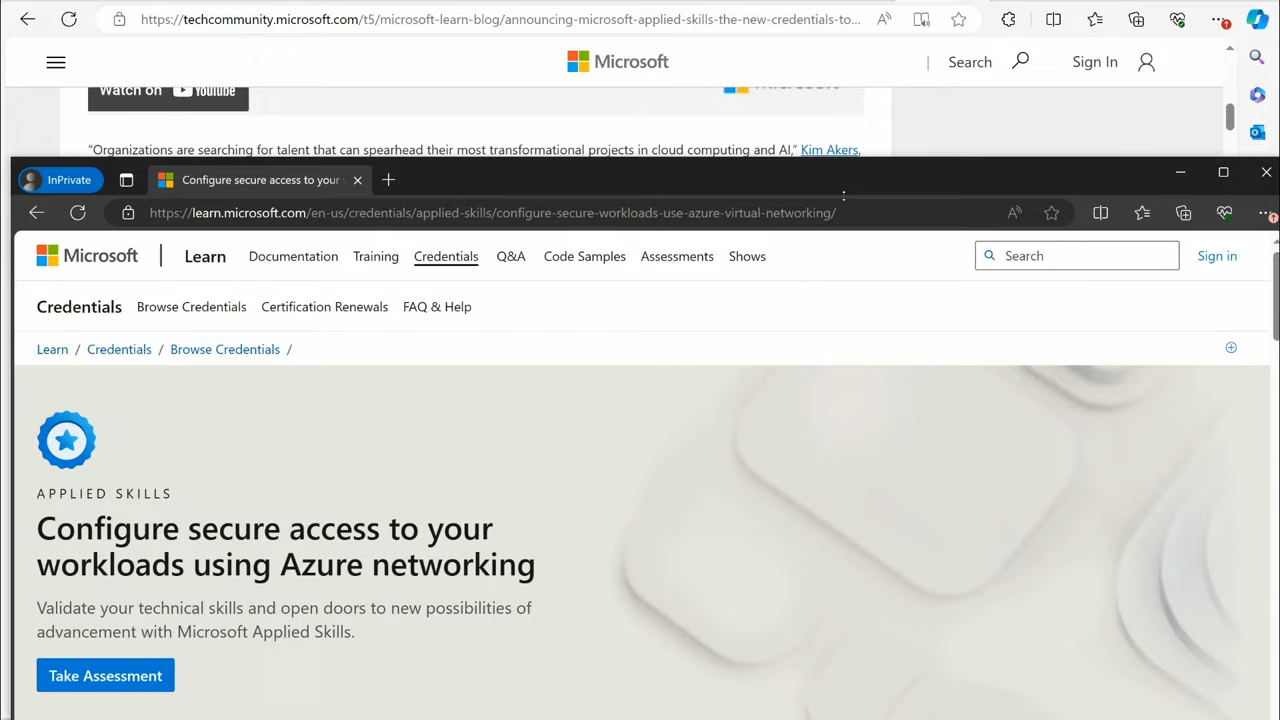 https://techcommunity.microsoft.com/t5/microsoft-learn-blog/announcing-microsoft-applied-skills-the-new-credentials-to...
Microsoft
Search
Sign In
Watch on YouTube
Microsoft
“Organizations are searching for talent that can spearhead their most transformational projects in cloud computing and AI,” Kim Akers,
InPrivate
Configure secure access to your
https://learn.microsoft.com/en-us/credentials/applied-skills/configure-secure-workloads-use-azure-virtual-networking/
Microsoft
Learn
Documentation
Training
Credentials
Q&A
Code Samples
Assessments
Shows
Search
Sign in
Credentials
Browse Credentials
Certification Renewals
FAQ & Help
Learn / Credentials / Browse Credentials /
APPLIED SKILLS
Configure secure access to your
workloads using Azure networking
Validate your technical skills and open doors to new possibilities of
advancement with Microsoft Applied Skills.
Take Assessment